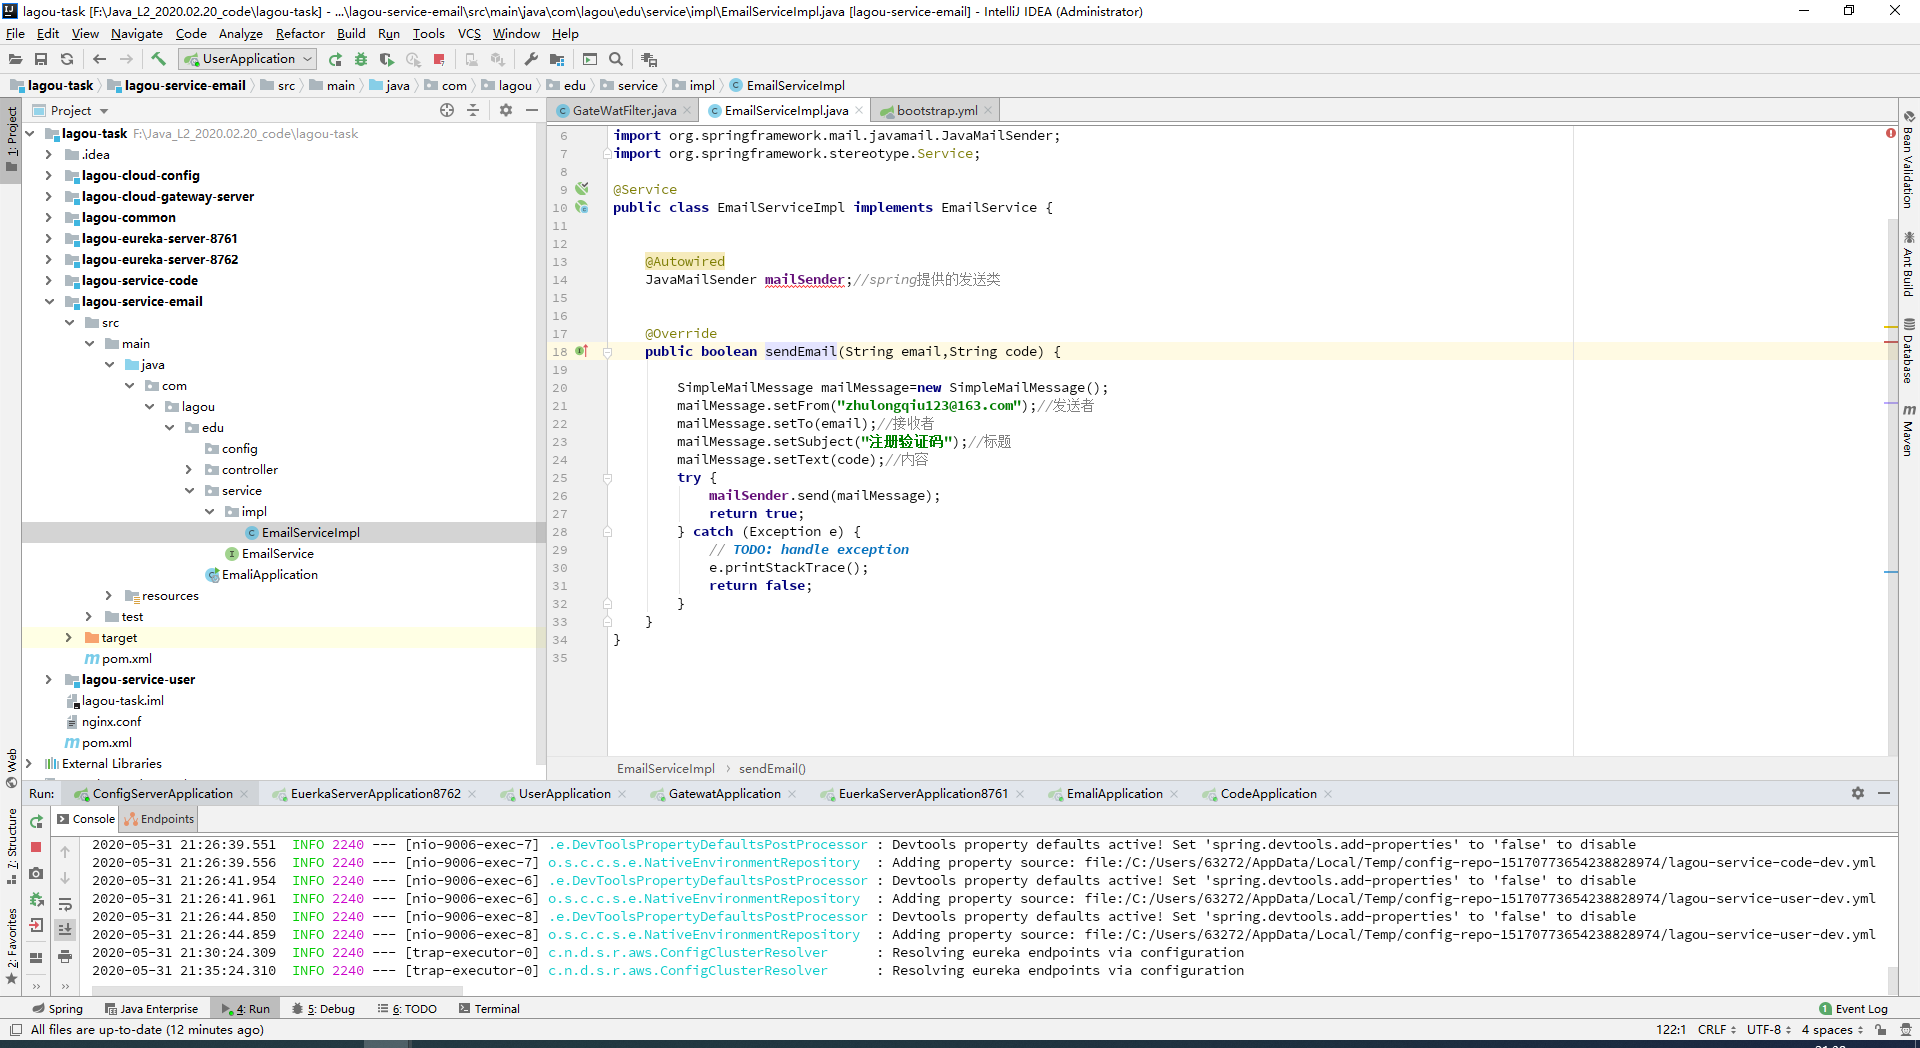 lagou-task [F:\Java_L2_2020.02.20_code\lagou-task] - ...\lagou-service-email\src\main\java\com\lagou\edu\service\impl\EmailServiceImpl.java [lagou-service-email] - IntelliJ IDEA (Administrator)
File Edit View Navigate Code Analyze Refactor Build Run Tools VCS Window Help
UserApplication
lagou-task lagou-service-email src main java com lagou edu service impl EmailServiceImpl
Project
GateWatFilter.java EmailServiceImpl.java bootstrap.yml
1: Project
lagou-task F:\Java_L2_2020.02.20_code\lagou-task
.idea
lagou-cloud-config
lagou-cloud-gateway-server
lagou-common
lagou-eureka-server-8761
lagou-eureka-server-8762
lagou-service-code
lagou-service-email
src
main
java
com
lagou
edu
config
controller
service
impl
EmailServiceImpl
EmailService
EmaliApplication
resources
test
target
pom.xml
lagou-service-user
lagou-task.iml
nginx.conf
pom.xml
External Libraries
6 import org.springframework.mail.javamail.JavaMailSender;
7 import org.springframework.stereotype.Service;
8
9 @Service
10 public class EmailServiceImpl implements EmailService {
11
12
13 @Autowired
14 JavaMailSender mailSender;//spring提供的发送类
15
16
17 @Override
18 public boolean sendEmail(String email,String code) {
19
20 SimpleMailMessage mailMessage=new SimpleMailMessage();
21 mailMessage.setFrom("zhulongqiu123@163.com");//发送者
22 mailMessage.setTo(email);//接收者
23 mailMessage.setSubject("注册验证码");//标题
24 mailMessage.setText(code);//内容
25 try {
26 mailSender.send(mailMessage);
27 return true;
28 } catch (Exception e) {
29 // TODO: handle exception
30 e.printStackTrace();
31 return false;
32 }
33 }
34 }
35
EmailServiceImpl › sendEmail()
Bean Validation
Ant Build
Database
Maven
Web
7: Structure
2: Favorites
Run: ConfigServerApplication EuerkaServerApplication8762 UserApplication GatewatApplication EuerkaServerApplication8761 EmaliApplication CodeApplication
Console Endpoints
2020-05-31 21:26:39.551 INFO 2240 --- [nio-9006-exec-7] .e.DevToolsPropertyDefaultsPostProcessor : Devtools property defaults active! Set 'spring.devtools.add-properties' to 'false' to disable
2020-05-31 21:26:39.556 INFO 2240 --- [nio-9006-exec-7] o.s.c.c.s.e.NativeEnvironmentRepository : Adding property source: file:/C:/Users/63272/AppData/Local/Temp/config-repo-15170773654238828974/lagou-service-code-dev.yml
2020-05-31 21:26:41.954 INFO 2240 --- [nio-9006-exec-6] .e.DevToolsPropertyDefaultsPostProcessor : Devtools property defaults active! Set 'spring.devtools.add-properties' to 'false' to disable
2020-05-31 21:26:41.961 INFO 2240 --- [nio-9006-exec-6] o.s.c.c.s.e.NativeEnvironmentRepository : Adding property source: file:/C:/Users/63272/AppData/Local/Temp/config-repo-15170773654238828974/lagou-service-user-dev.yml
2020-05-31 21:26:44.850 INFO 2240 --- [nio-9006-exec-8] .e.DevToolsPropertyDefaultsPostProcessor : Devtools property defaults active! Set 'spring.devtools.add-properties' to 'false' to disable
2020-05-31 21:26:44.859 INFO 2240 --- [nio-9006-exec-8] o.s.c.c.s.e.NativeEnvironmentRepository : Adding property source: file:/C:/Users/63272/AppData/Local/Temp/config-repo-15170773654238828974/lagou-service-user-dev.yml
2020-05-31 21:30:24.309 INFO 2240 --- [trap-executor-0] c.n.d.s.r.aws.ConfigClusterResolver : Resolving eureka endpoints via configuration
2020-05-31 21:35:24.310 INFO 2240 --- [trap-executor-0] c.n.d.s.r.aws.ConfigClusterResolver : Resolving eureka endpoints via configuration
Spring Java Enterprise 4: Run 5: Debug 6: TODO Terminal 1 Event Log
All files are up-to-date (12 minutes ago) 122:1 CRLF UTF-8 4 spaces